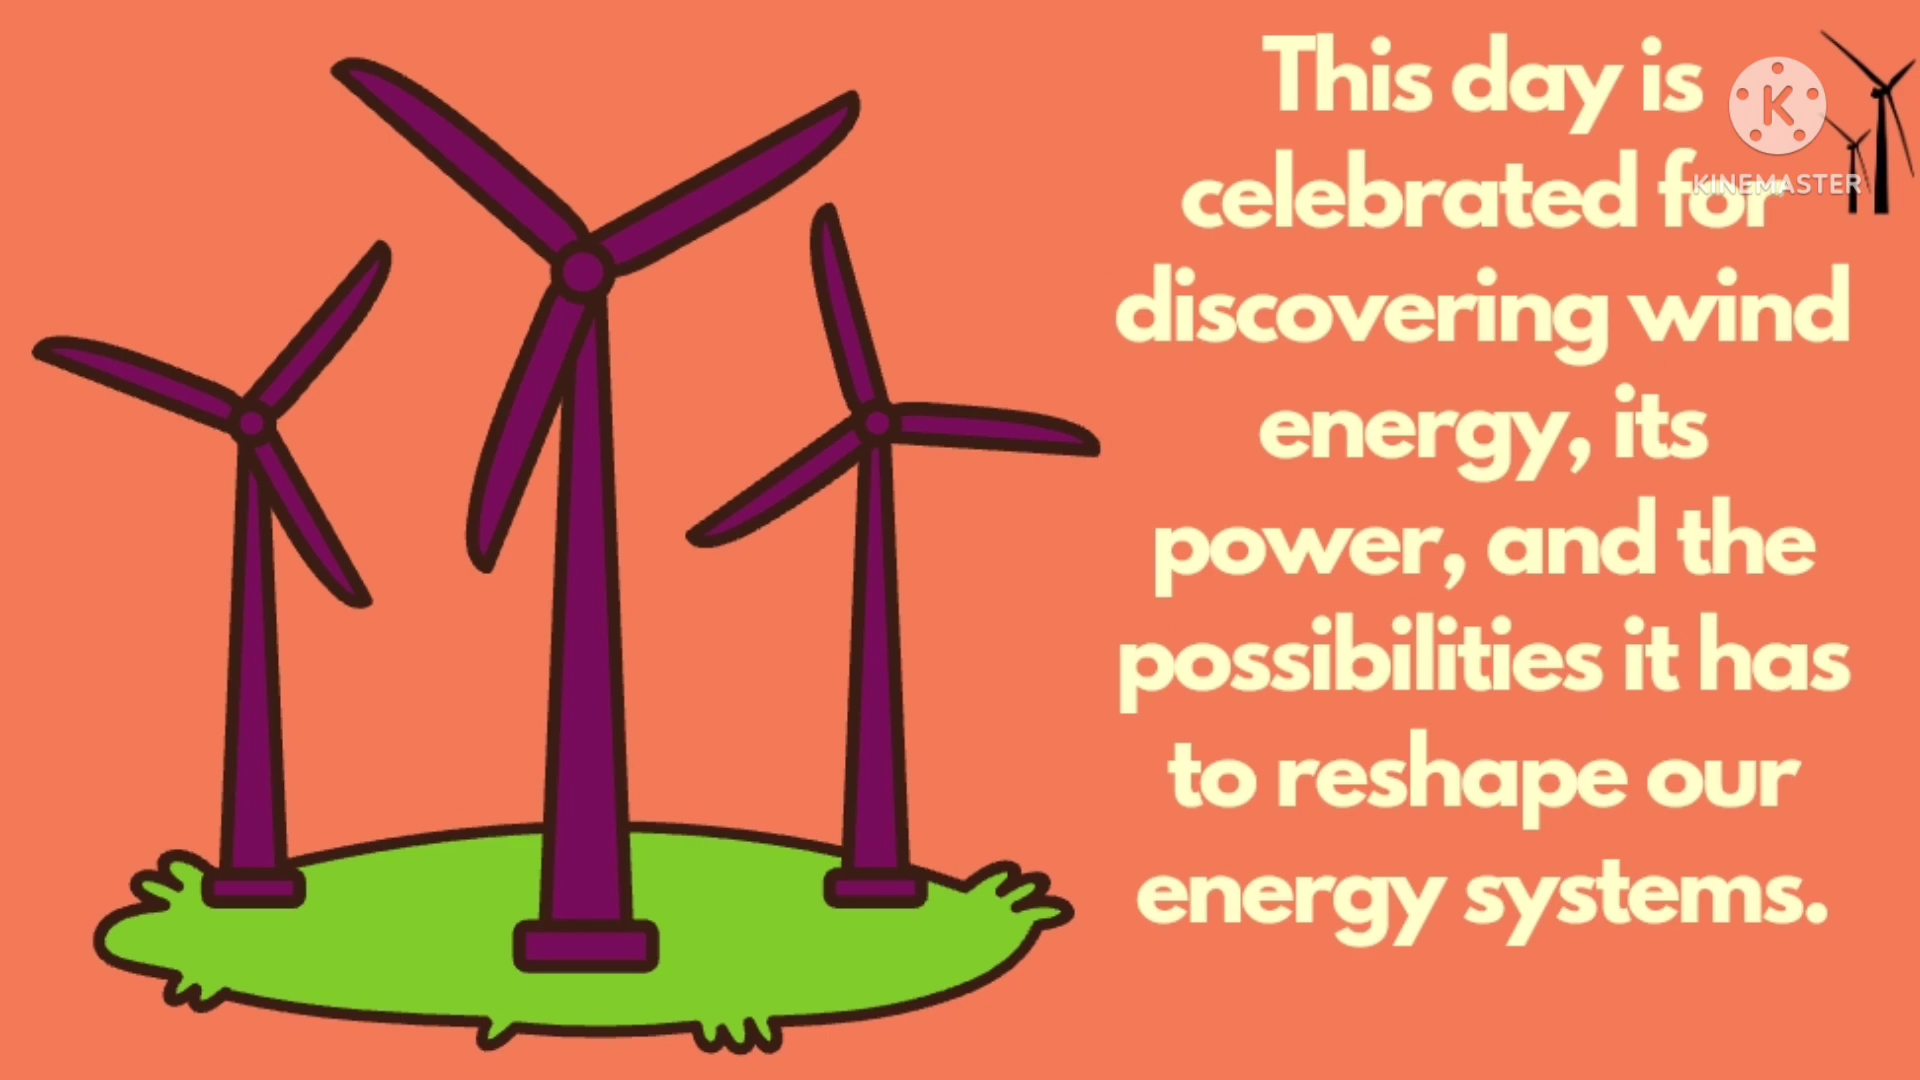 This day is
celebrated for
discovering wind
energy, its
power, and the
possibilities it has
to reshape our
energy systems.
K
KINEMASTER